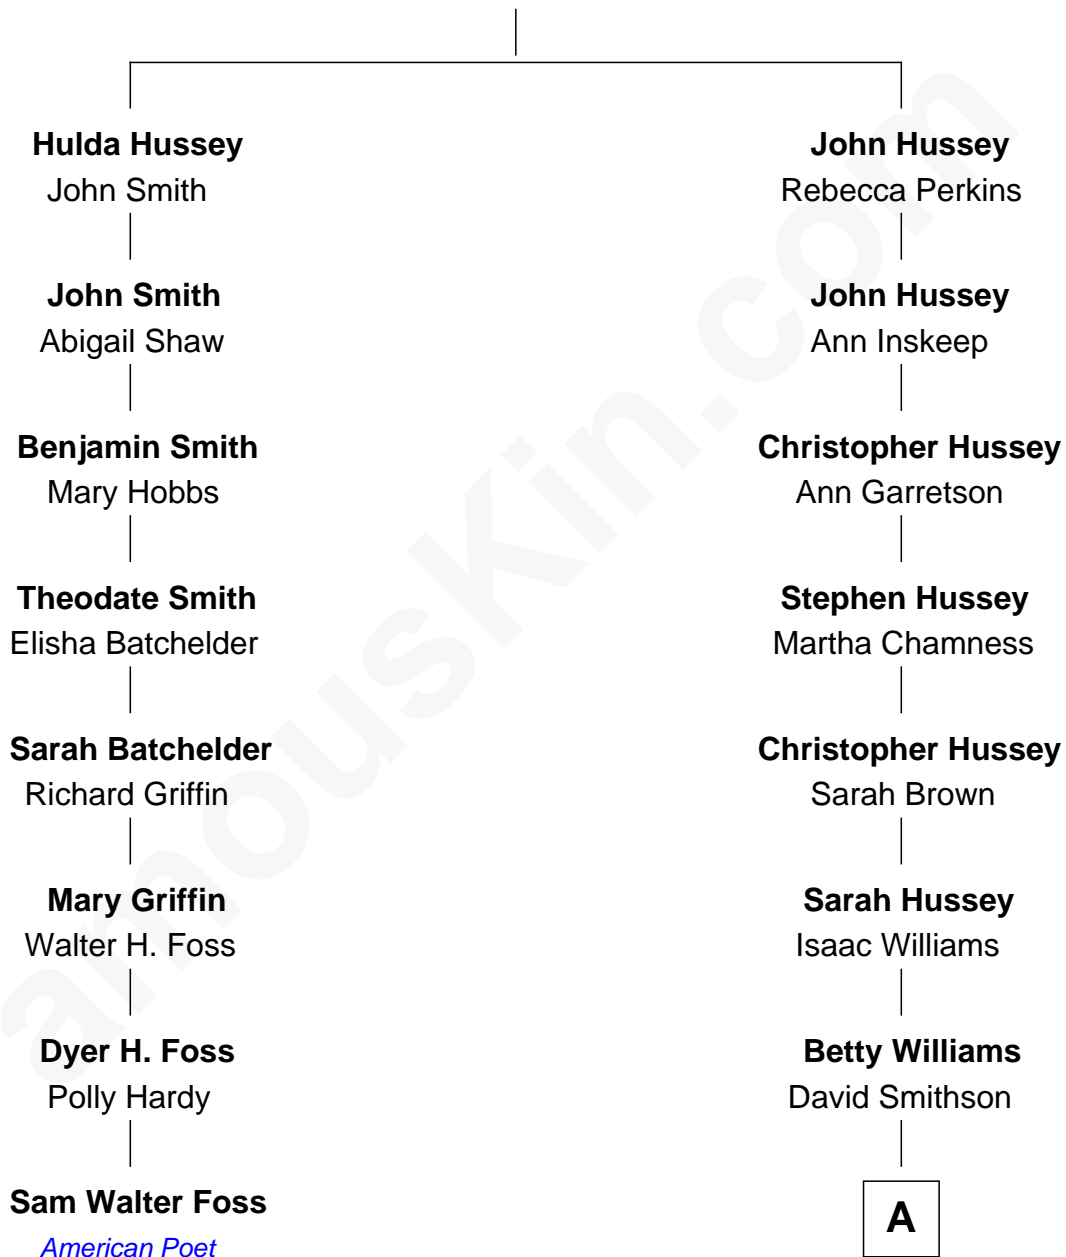 Hulda Hussey
John Smith
John Hussey
Rebecca Perkins
John Smith
Abigail Shaw
John Hussey
Ann Inskeep
Benjamin Smith
Mary Hobbs
Christopher Hussey
Ann Garretson
Theodate Smith
Elisha Batchelder
Stephen Hussey
Martha Chamness
Sarah Batchelder
Richard Griffin
Christopher Hussey
Sarah Brown
Mary Griffin
Walter H. Foss
Sarah Hussey
Isaac Williams
Dyer H. Foss
Polly Hardy
Betty Williams
David Smithson
Sam Walter Foss
American Poet
A
amousKin.com